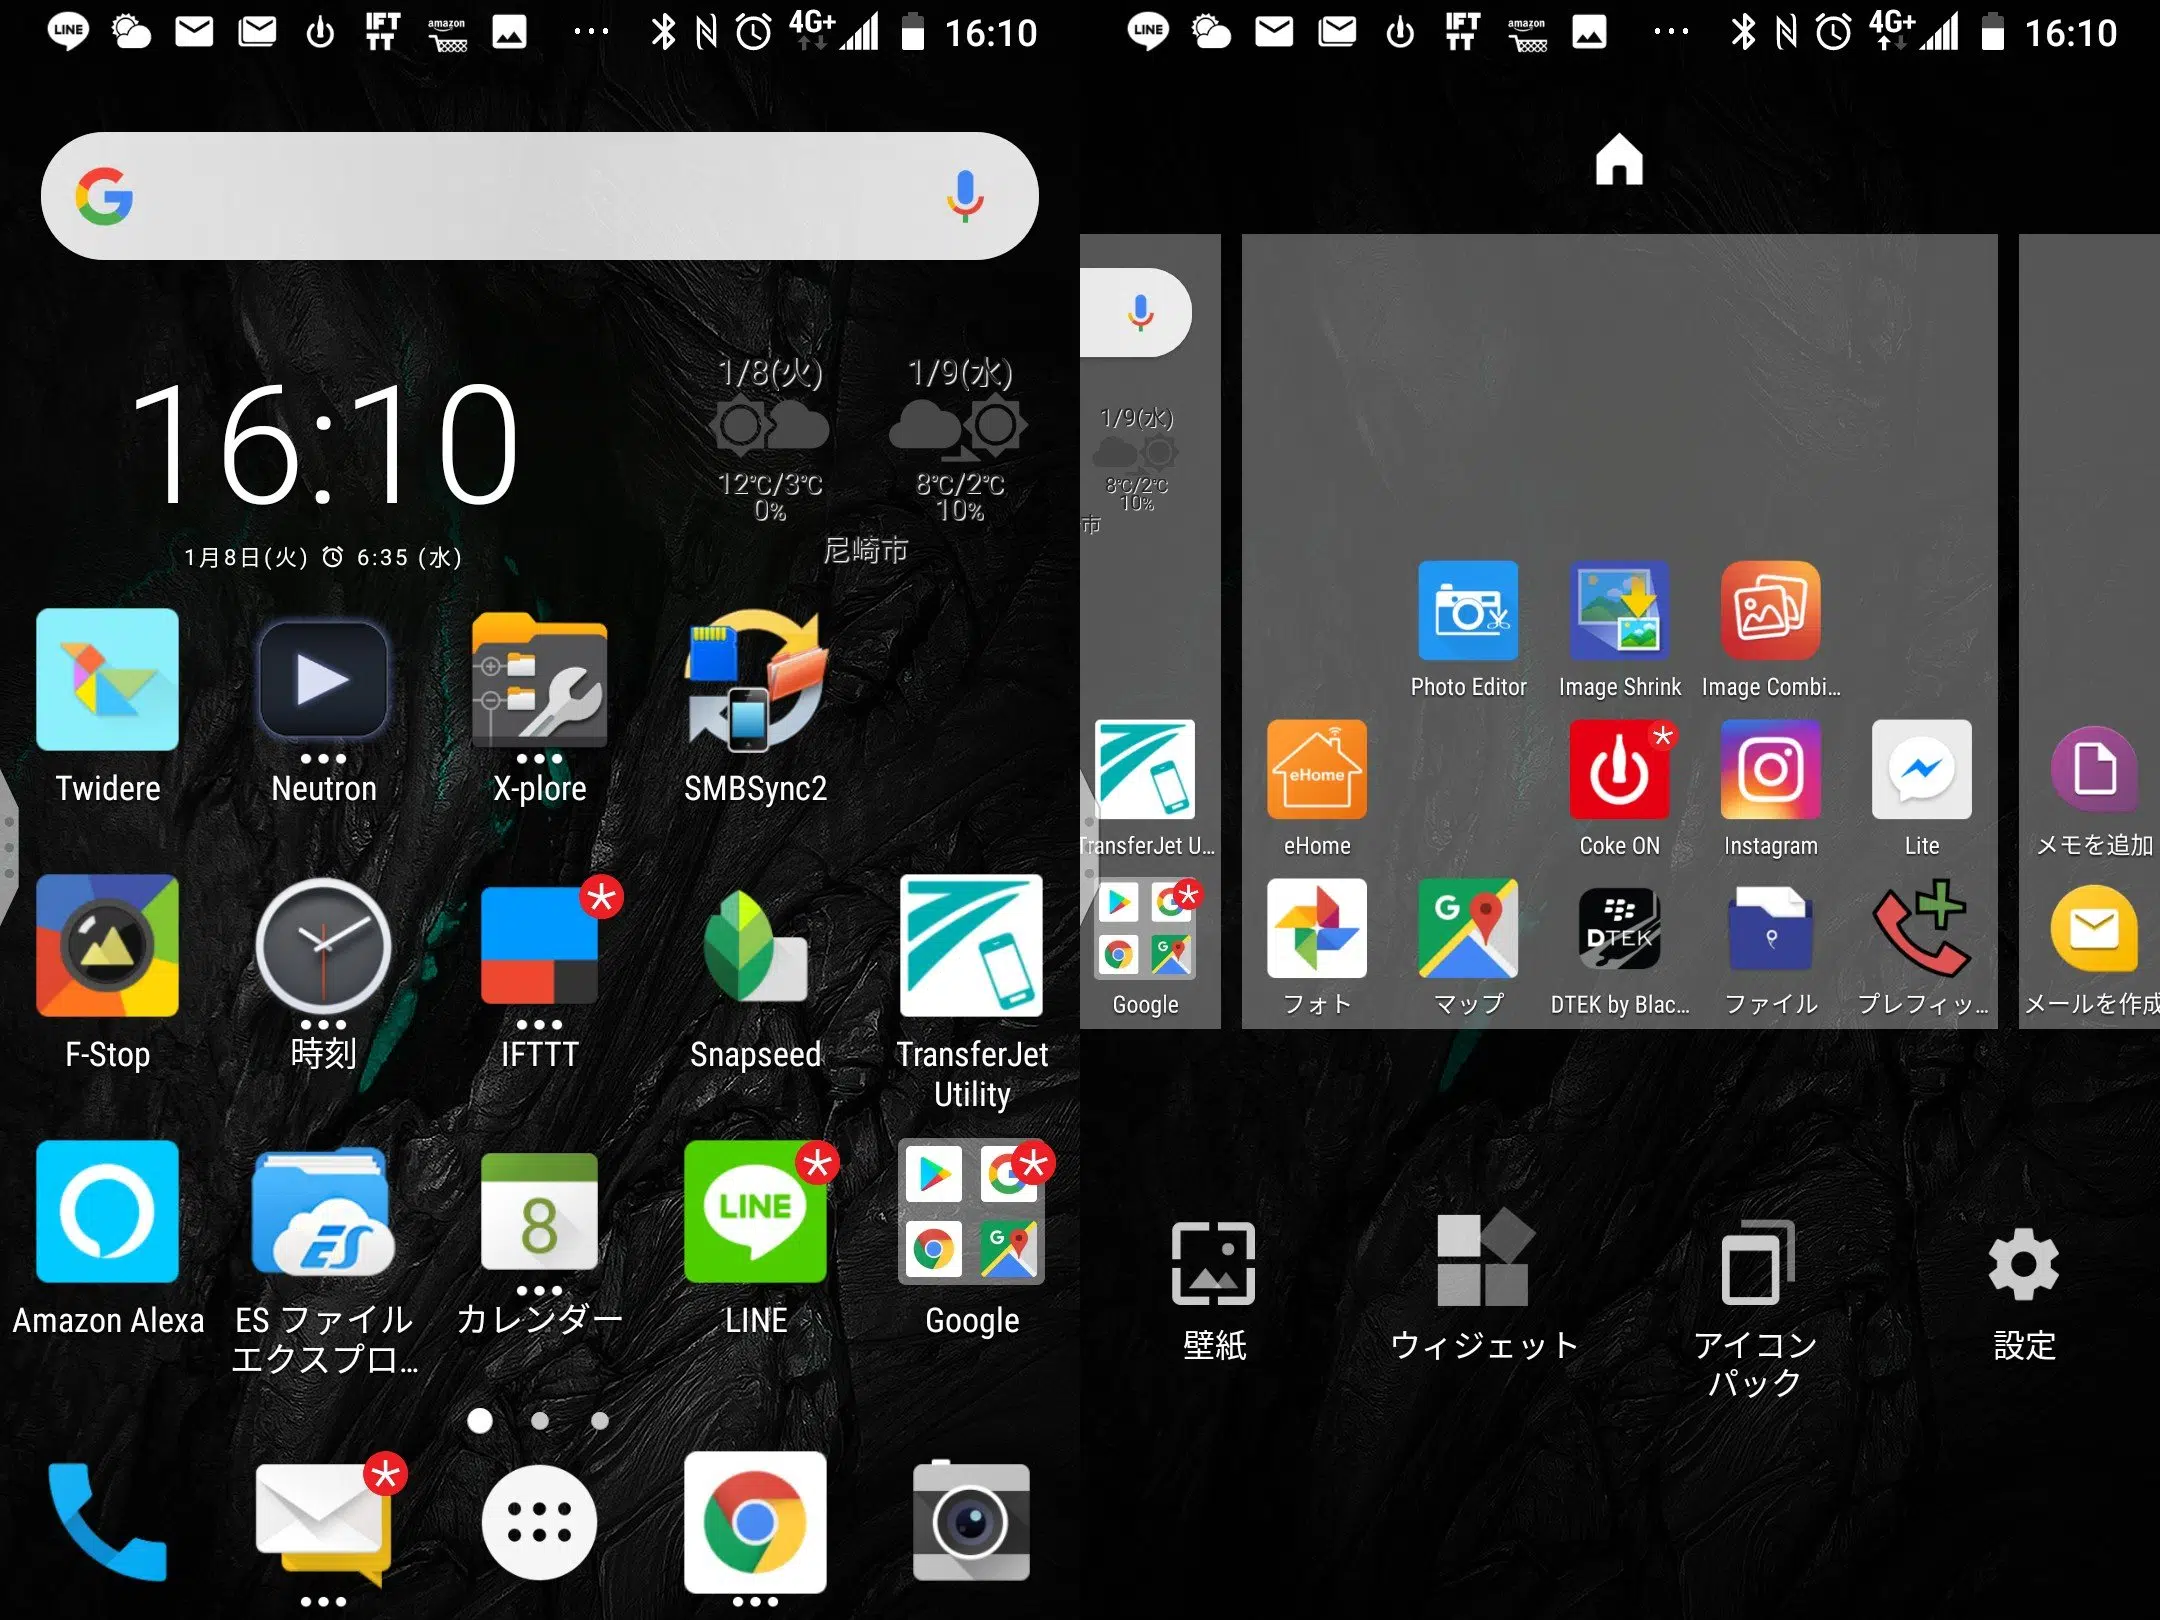 LINE
IF
TT
amazon
...
4G+
16:10
1/8(火)
1/9(水)
16:10
12℃/3℃
8℃/2℃
0%
10%
1月8日(火) 6:35 (水)
尼崎市
Twidere
Neutron
X-plore
SMBSync2
F-Stop
時刻
IFTTT
Snapseed
TransferJet
Utility
ES
8
LINE
G
Amazon Alexa
ES ファイル
エクスプロ...
カレンダー
LINE
Google
LINE
IF
TT
amazon
...
4G+
16:10
1/9(水)
8℃/2℃
10%
市
Photo Editor
Image Shrink
Image Combi...
eHome
TransferJet U...
eHome
Coke ON
Instagram
Lite
メモを追加
G
G
DTEK
Google
フォト
マップ
DTEK by Blac...
ファイル
プレフィッ...
メールを作成
壁紙
ウィジェット
アイコン
パック
設定